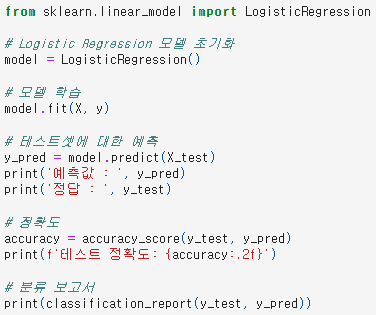 from sklearn.linear_model import LogisticRegression
# Logistic Regression 모델 초기화
model = LogisticRegression()
# 모델 학습
model.fit(X, y)
# 테스트셋에 대한 예측
y_pred = model.predict(X_test)
print('예측값 : ', y_pred)
print('정답 : ', y_test)
# 정확도
accuracy = accuracy_score(y_test, y_pred)
print(f'테스트 정확도: {accuracy:.2f}')
# 분류 보고서
print(classification_report(y_test, y_pred))